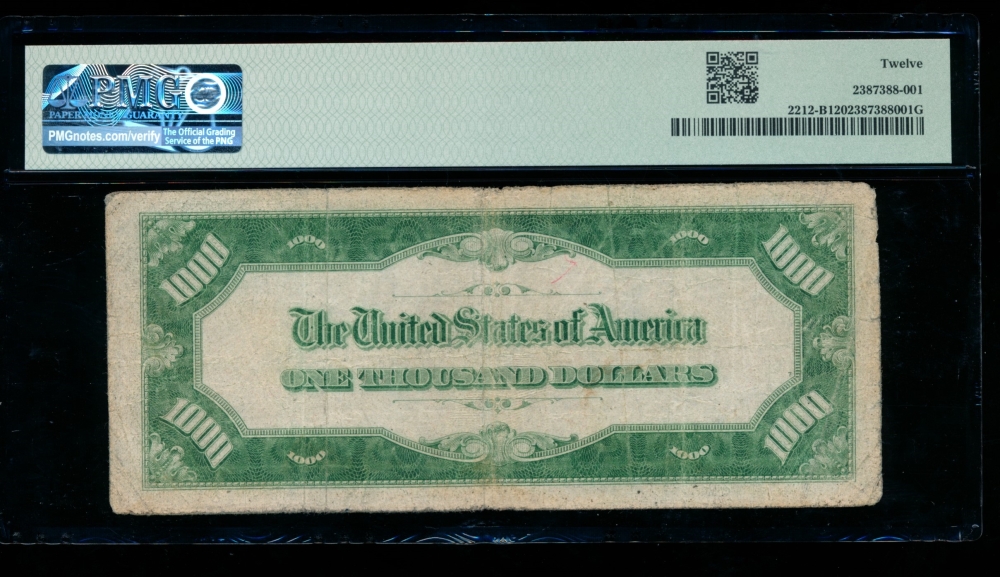 PMG
PAPER MONEY GUARANTY
PMGnotes.com/verify
The Official Grading
Service of the PNG
Twelve
2387388-001
2212-B1202387388001G
1000 1000 1000 1000
The United States of America
ONE THOUSAND DOLLARS
1000 1000 1000 1000